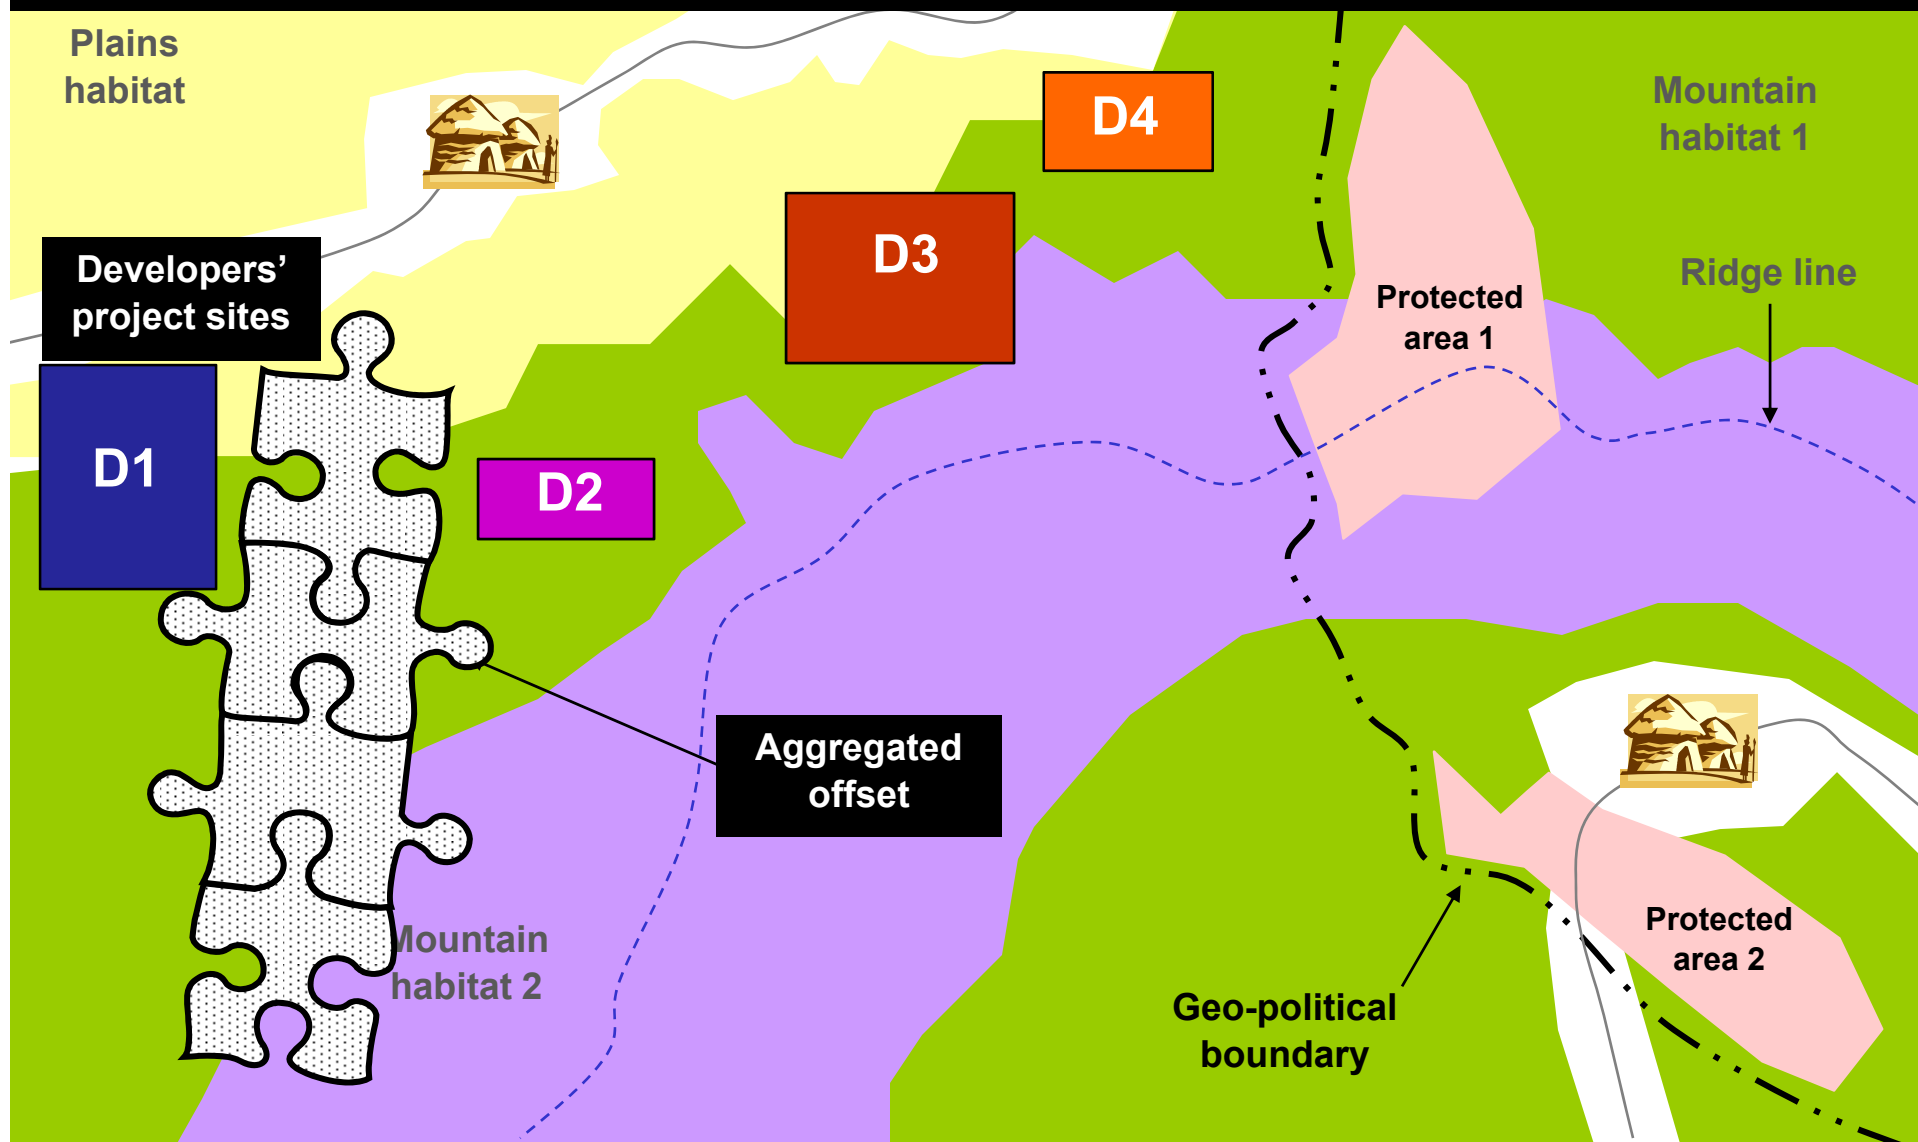 Plains
habitat
D4
Mountain
habitat 1
D3
Developers’
project sites
Ridge line
Protected
area 1
D1
D2
Aggregated
offset
Mountain
habitat 2
Protected
area 2
Geo-political
boundary